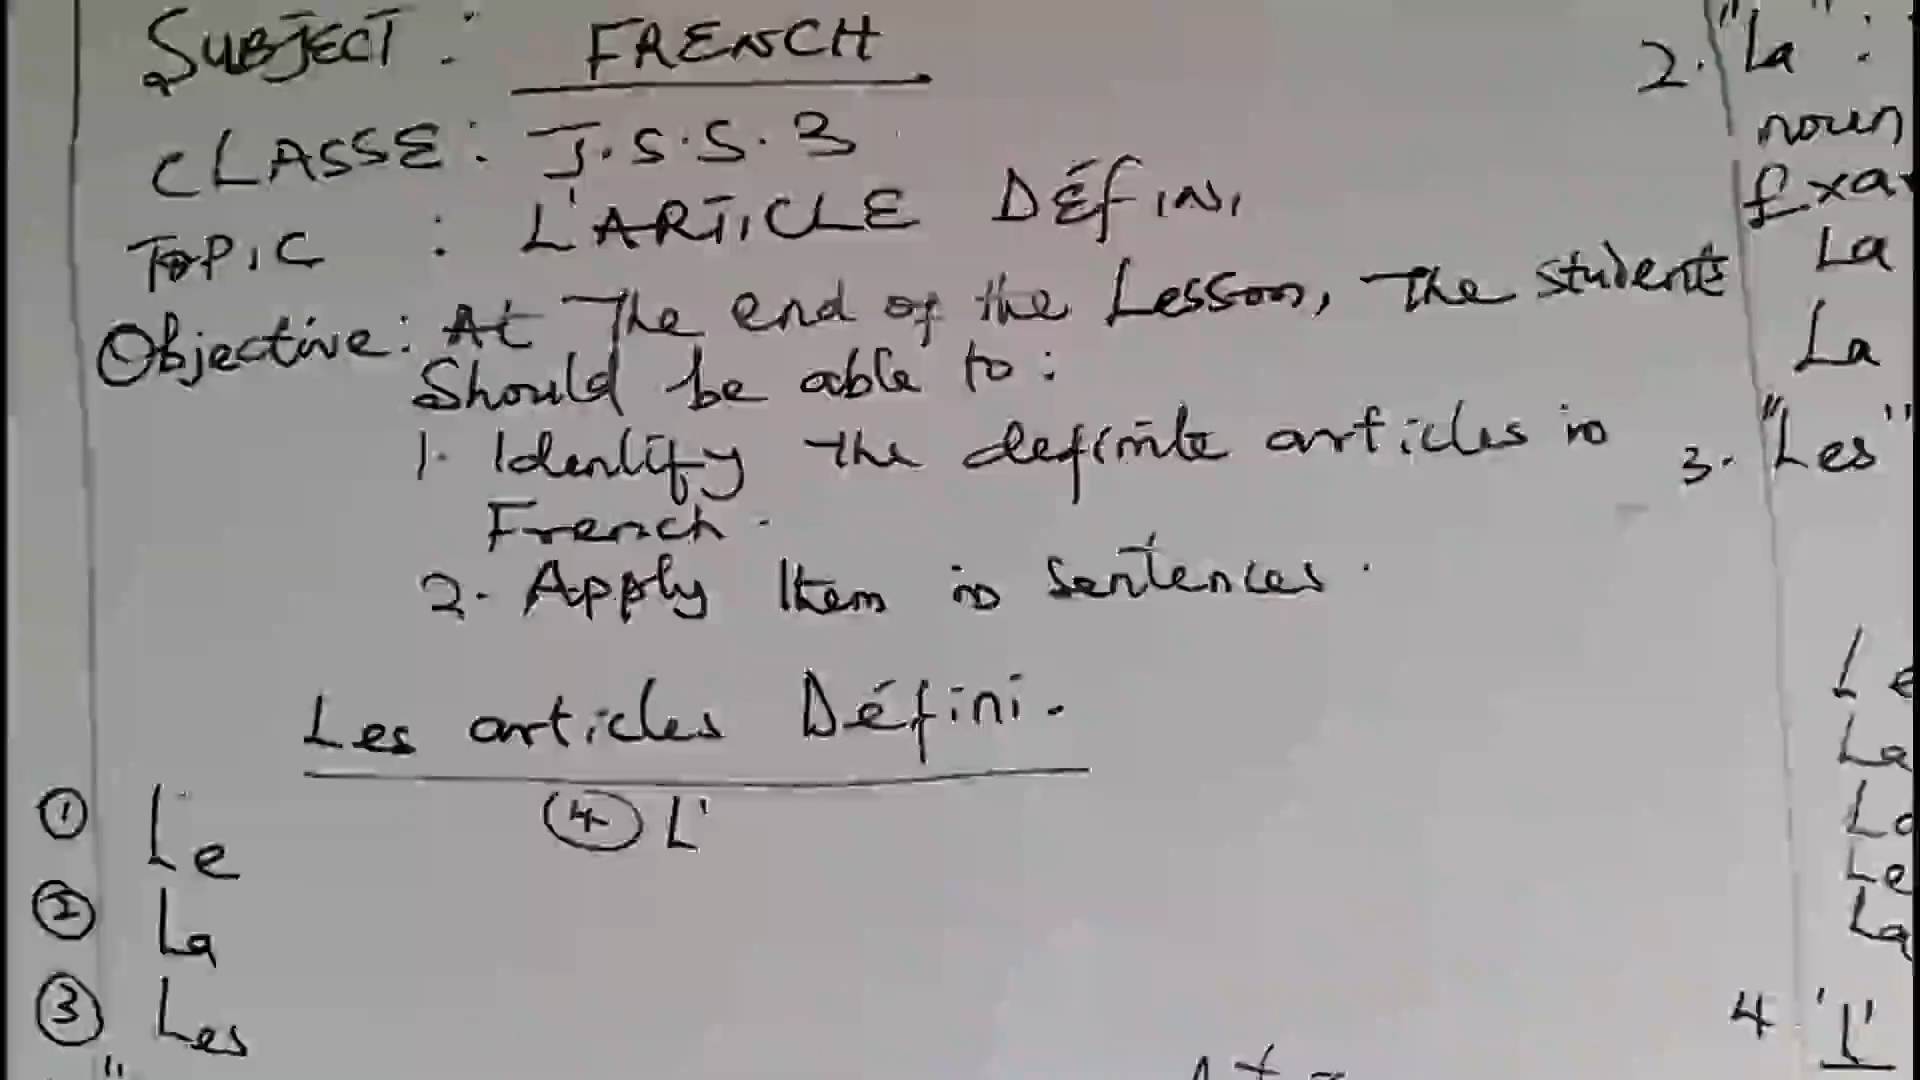 SUBJECT : FRENCH
CLASSE : J.S.S.3
TOPIC : L'ARTICLE DÉfINI
Objective: At The end of the Lesson, The students
Should be able to:
1. Identify the definite articles in
French.
2. Apply them in sentences.
Les articles Défini.
① Le ④ L'
② La
③ Les
2. "La" :
noun
La
La
3. "Les"
La
La
4 'L'